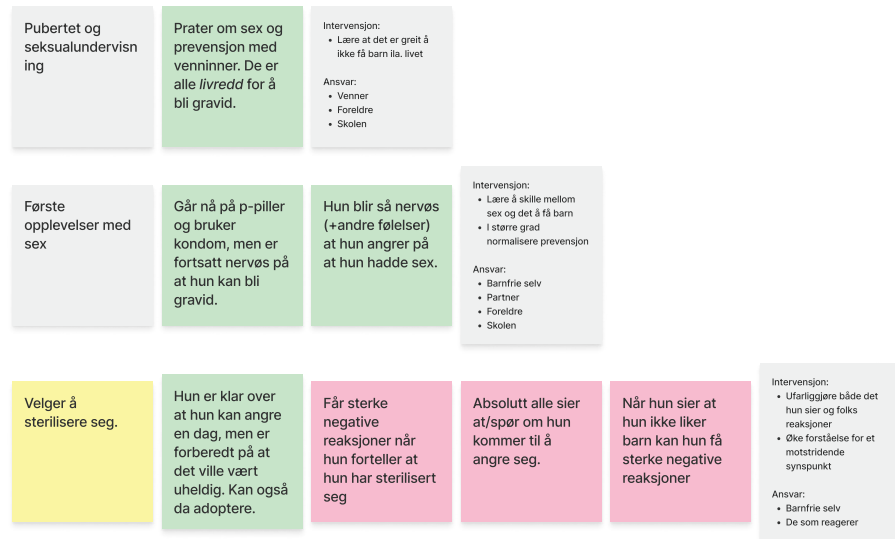 Pubertet og
seksualundervisn
ing
Prater om sex og
prevensjon med
venninner. De er
alle livredd for å
bli gravid.
Intervensjon:
• Lære at det er greit å
ikke få barn ila. livet
Ansvar:
• Venner
• Foreldre
• Skolen
Første
opplevelser med
sex
Går nå på p-piller
og bruker
kondom, men er
fortsatt nervøs på
at hun kan bli
gravid.
Hun blir så nervøs
(+andre følelser)
at hun angrer på
at hun hadde sex.
Intervensjon:
• Lære å skille mellom
sex og det å få barn
• I større grad
normalisere prevensjon
Ansvar:
• Barnfrie selv
• Partner
• Foreldre
• Skolen
Velger å
sterilisere seg.
Hun er klar over
at hun kan angre
en dag, men er
forberedt på at
det ville vært
uheldig. Kan også
da adoptere.
Får sterke
negative
reaksjoner når
hun forteller at
hun har sterilisert
seg
Absolutt alle sier
at/spør om hun
kommer til å
angre seg.
Når hun sier at
hun ikke liker
barn kan hun få
sterke negative
reaksjoner
Intervensjon:
• Ufarliggjøre både det
hun sier og folks
reaksjoner
• Øke forståelse for et
motstridende
synspunkt
Ansvar:
• Barnfrie selv
• De som reagerer